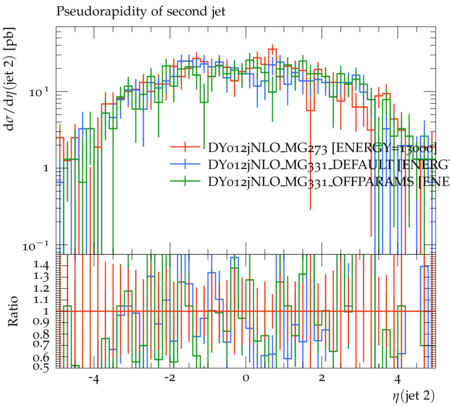 Pseudorapidity of second jet
dσ/dη(jet 2) [pb]
10¹
1
10⁻¹
DY012jNLO_MG273 [ENERGY=13000]
DY012jNLO_MG331_DEFAULT [ENERGY
DY012jNLO_MG331_OFFPARAMS [ENE
Ratio
1.4
1.3
1.2
1.1
1
0.9
0.8
0.7
0.6
0.5
-4 -2 0 2 4
η(jet 2)